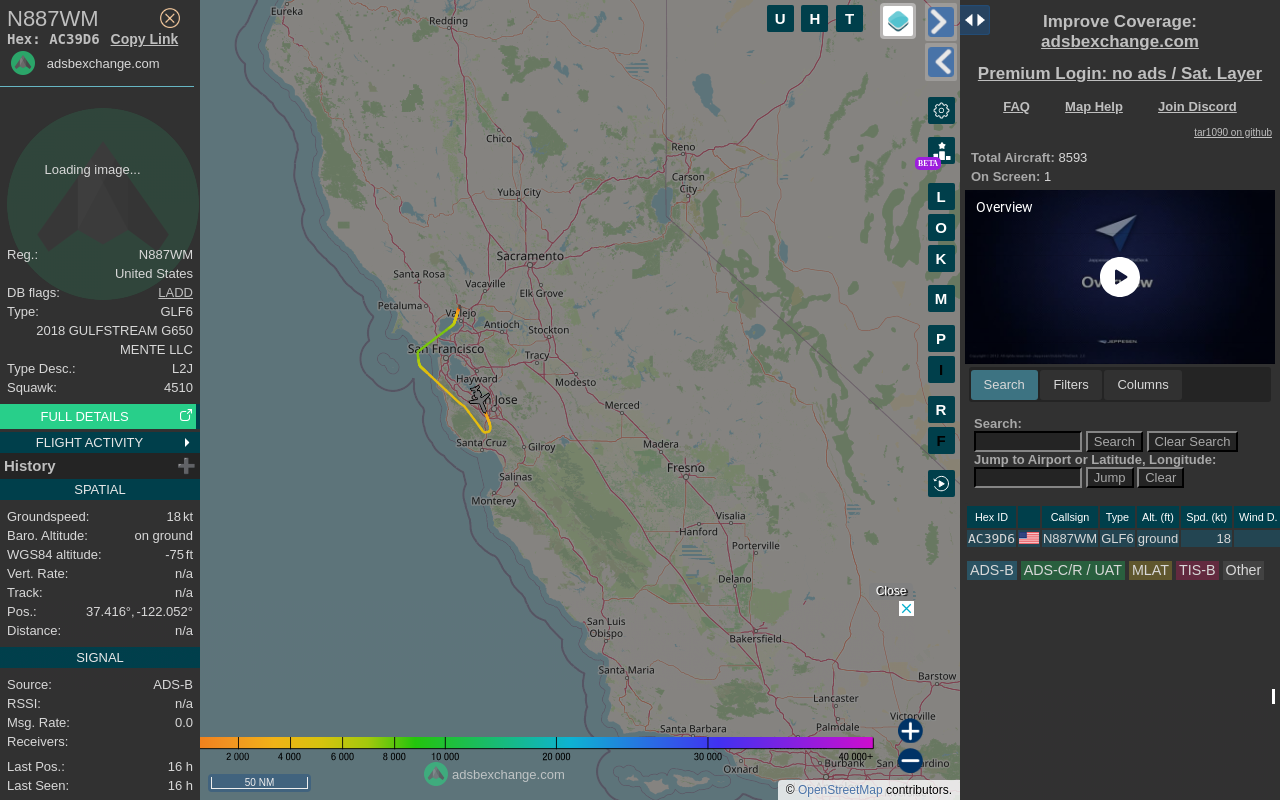 N887WM
Hex: AC39D6 Copy Link
adsbexchange.com
Loading image...
Reg.: N887WM
United States
DB flags: LADD
Type: GLF6
2018 GULFSTREAM G650
MENTE LLC
Type Desc.: L2J
Squawk: 4510
FULL DETAILS
FLIGHT ACTIVITY
History
SPATIAL
Groundspeed: 18 kt
Baro. Altitude: on ground
WGS84 altitude: -75 ft
Vert. Rate: n/a
Track: n/a
Pos.: 37.416°, -122.052°
Distance: n/a
SIGNAL
Source: ADS-B
RSSI: n/a
Msg. Rate: 0.0
Receivers:
Last Pos.: 16 h
Last Seen: 16 h
U H T
Eureka
Redding
Chico
Reno
Carson
City
Yuba City
Sacramento
Santa Rosa
Vacaville
Elk Grove
Petaluma
Vallejo
Antioch
Stockton
San Francisco
Tracy
Hayward
Modesto
Jose
Merced
Santa Cruz
Gilroy
Madera
Salinas
Fresno
Monterey
Visalia
Hanford
Porterville
Delano
San Luis
Obispo
Bakersfield
Santa Maria
Barstow
Lancaster
Victorville
Palmdale
Santa Barbara
Oxnard
Burbank
BETA
L
O
K
M
P
I
R
F
Close
2 000 4 000 6 000 8 000 10 000 20 000 30 000 40 000+
adsbexchange.com
50 NM
© OpenStreetMap contributors.
Improve Coverage:
adsbexchange.com
Premium Login: no ads / Sat. Layer
FAQ Map Help Join Discord
tar1090 on github
Total Aircraft: 8593
On Screen: 1
Overview
JEPPESEN
Search Filters Columns
Search:
Search Clear Search
Jump to Airport or Latitude, Longitude:
Jump Clear
Hex ID Callsign Type Alt. (ft) Spd. (kt) Wind D.
AC39D6 N887WM GLF6 ground 18
ADS-B ADS-C/R / UAT MLAT TIS-B Other